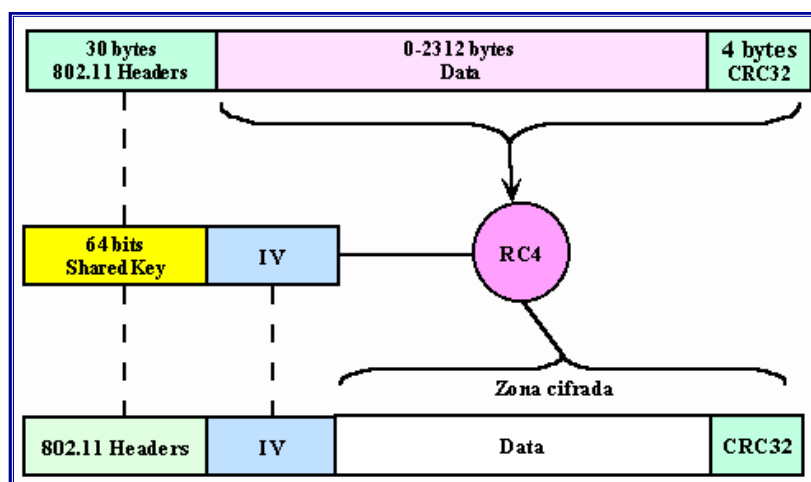 30 bytes
802.11 Headers
0-2312 bytes
Data
4 bytes
CRC32
64 bits
Shared Key
IV
RC4
Zona cifrada
802.11 Headers
IV
Data
CRC32